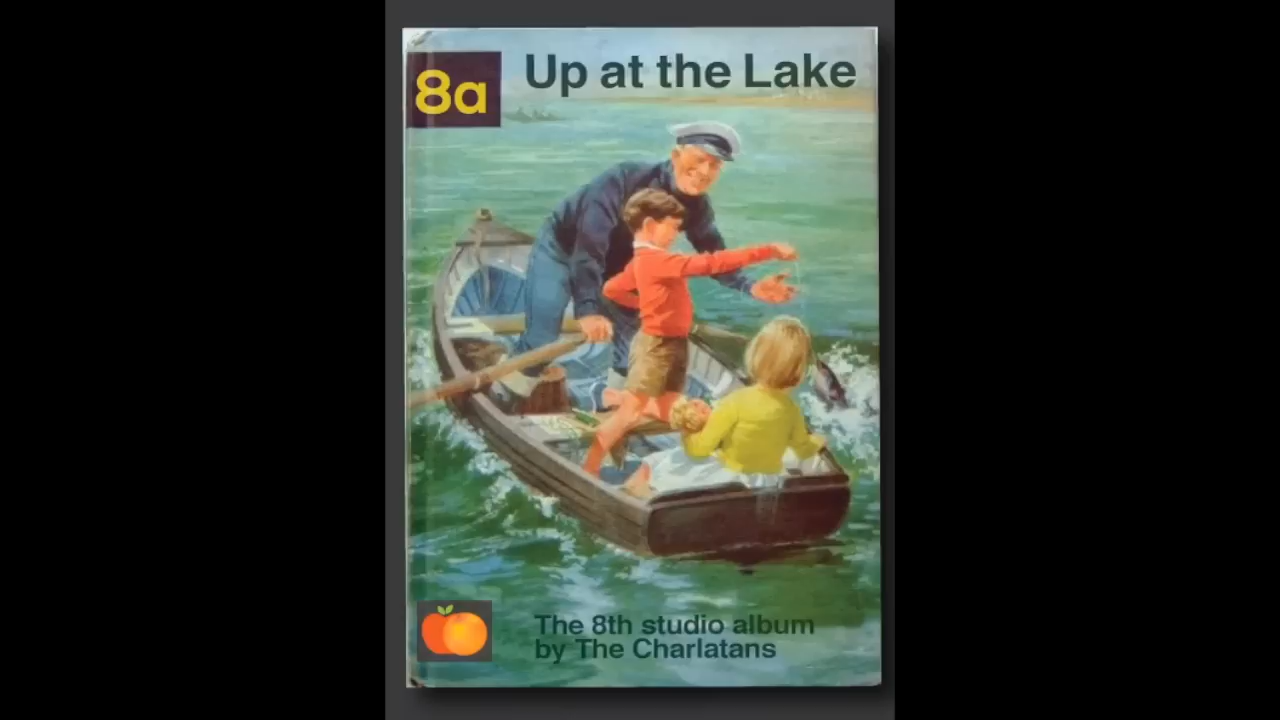 8a
Up at the Lake
The 8th studio album
by The Charlatans